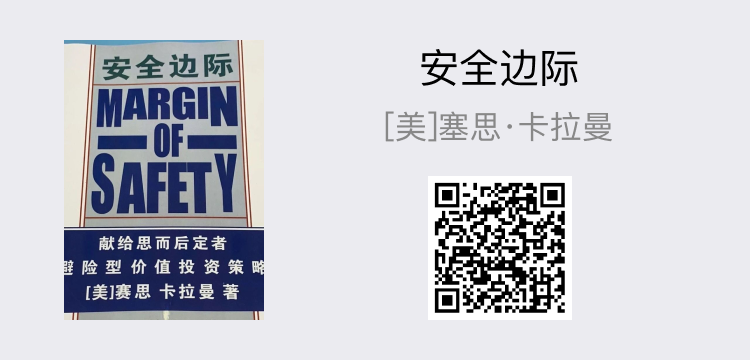 安全边际
MARGIN
OF
SAFETY
献给思而后定者
避险型价值投资策略
[美]赛思 卡拉曼 著
安全边际
[美]塞思·卡拉曼